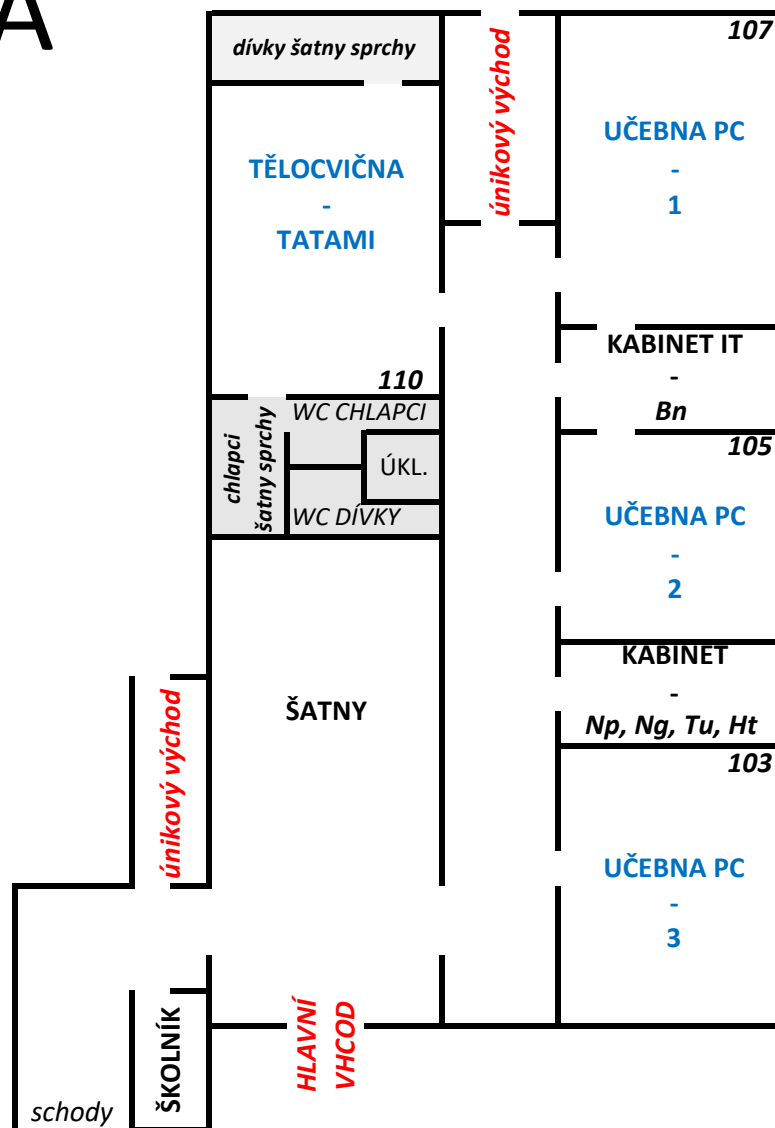 A
dívky šatny sprchy
únikový východ
107
UČEBNA PC
-
1
TĚLOCVIČNA
-
TATAMI
110
KABINET IT
-
Bn
chlapci
šatny sprchy
WC CHLAPCI
ÚKL.
WC DÍVKY
105
UČEBNA PC
-
2
KABINET
-
Np, Ng, Tu, Ht
ŠATNY
únikový východ
103
UČEBNA PC
-
3
HLAVNÍ
VHCOD
ŠKOLNÍK
schody